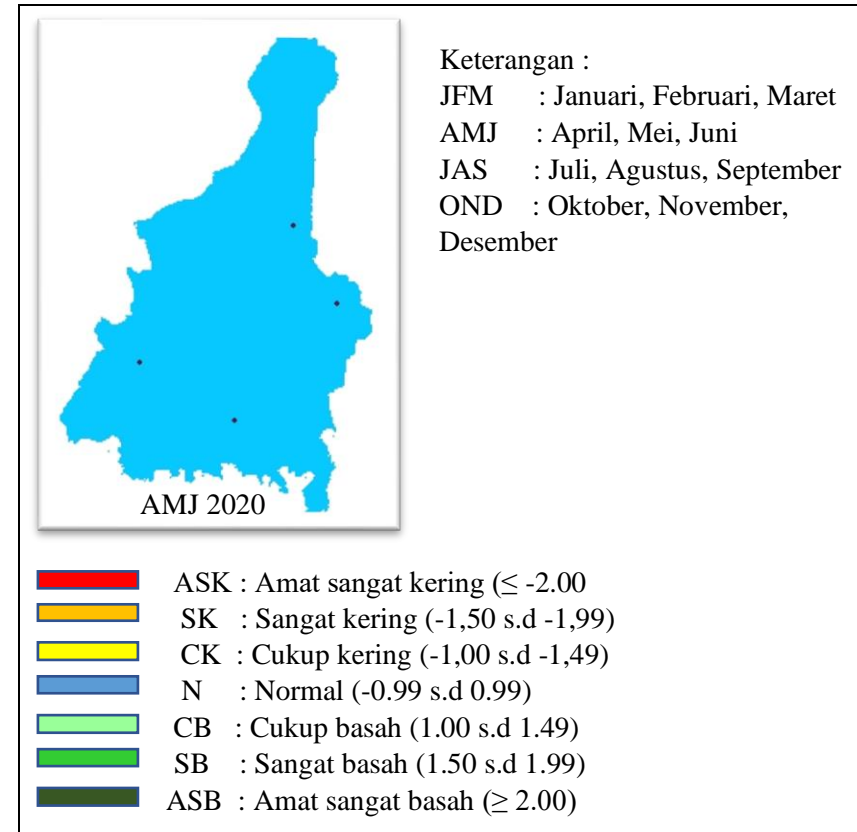 Keterangan :
JFM : Januari, Februari, Maret
AMJ : April, Mei, Juni
JAS : Juli, Agustus, September
OND : Oktober, November,
Desember
AMJ 2020
ASK : Amat sangat kering (≤ -2.00
SK : Sangat kering (-1,50 s.d -1,99)
CK : Cukup kering (-1,00 s.d -1,49)
N : Normal (-0.99 s.d 0.99)
CB : Cukup basah (1.00 s.d 1.49)
SB : Sangat basah (1.50 s.d 1.99)
ASB : Amat sangat basah (≥ 2.00)